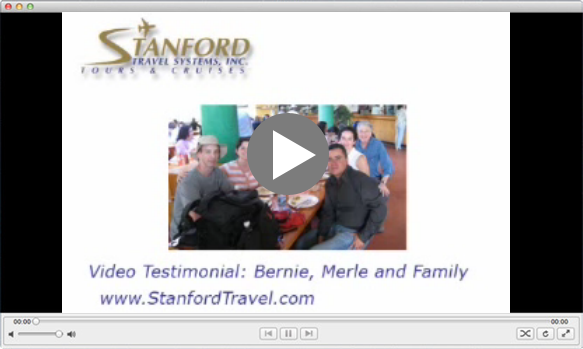 STANFORD
TRAVEL SYSTEMS, INC.
TOURS & CRUISES
Video Testimonial: Bernie, Merle and Family
www.StanfordTravel.com
00:00
00:00